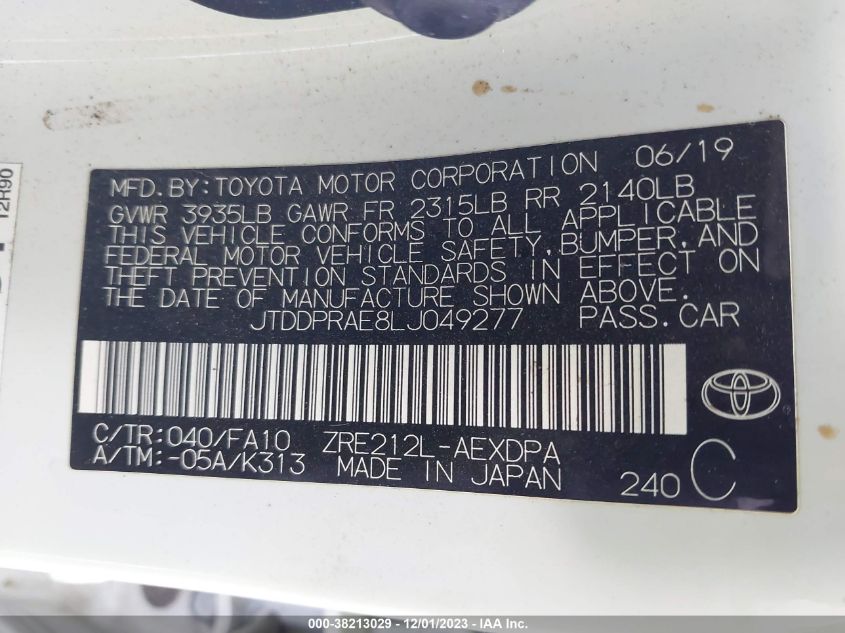 12R90
MFD.BY:TOYOTA MOTOR CORPORATION 06/19
GVWR 3935LB GAWR FR 2315LB RR 2140LB
THIS VEHICLE CONFORMS TO ALL APPLICABLE
FEDERAL MOTOR VEHICLE SAFETY,BUMPER,AND
THEFT PREVENTION STANDARDS IN EFFECT ON
THE DATE OF MANUFACTURE SHOWN ABOVE.
JTDDPRAE8LJ049277 PASS.CAR
C/TR:040/FA10 ZRE212L-AEXDPA
A/TM:-05A/K313 MADE IN JAPAN 240 C
000-38213029 - 12/01/2023 - IAA Inc.